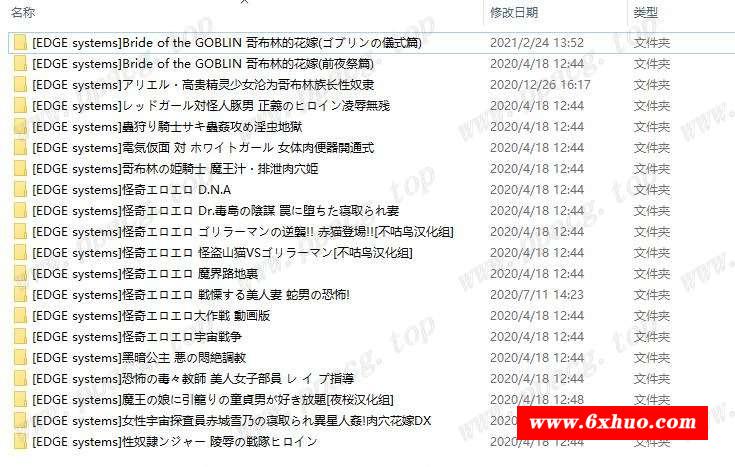 名称 修改日期 类型
[EDGE systems]Bride of the GOBLIN 哥布林的花嫁(ゴブリンの儀式篇) 2021/2/24 13:52 文件夹
[EDGE systems]Bride of the GOBLIN 哥布林的花嫁(前夜祭篇) 2020/4/18 12:44 文件夹
[EDGE systems]アリエル・高贵精灵少女沦为哥布林族长性奴隶 2020/12/26 16:17 文件夹
[EDGE systems]レッドガール対怪人豚男 正義のヒロイン凌辱無残 2020/4/18 12:44 文件夹
[EDGE systems]蟲狩り騎士サキ蟲姦攻め淫虫地獄 2020/4/18 12:44 文件夹
[EDGE systems]電気仮面 対 ホワイトガール 女体肉便器開通式 2020/4/18 12:44 文件夹
[EDGE systems]哥布林の姫騎士 魔王汁・排泄肉穴姫 2020/4/18 12:44 文件夹
[EDGE systems]怪奇エロエロ D.N.A 2020/4/18 12:44 文件夹
[EDGE systems]怪奇エロエロ Dr.毒島の陰謀 罠に堕ちた寝取られ妻 2020/4/18 12:44 文件夹
[EDGE systems]怪奇エロエロ ゴリラーマンの逆襲!! 赤猫登場!![不咕鸟汉化组] 2020/4/18 12:44 文件夹
[EDGE systems]怪奇エロエロ 怪盗山猫VSゴリラーマン[不咕鸟汉化组] 2020/4/18 12:44 文件夹
[EDGE systems]怪奇エロエロ 魔界路地裏 2020/4/18 12:44 文件夹
[EDGE systems]怪奇エロエロ 戦慄する美人妻 蛇男の恐怖! 2020/7/11 14:23 文件夹
[EDGE systems]怪奇エロエロ大作戦 動画版 2020/4/18 12:44 文件夹
[EDGE systems]怪奇エロエロ宇宙戦争 2020/4/18 12:44 文件夹
[EDGE systems]黑暗公主 悪の悶絶調教 2020/4/18 12:44 文件夹
[EDGE systems]恐怖の毒々教師 美人女子部員 レ イ プ指導 2020/4/18 12:44 文件夹
[EDGE systems]魔王の娘に引籠りの童貞男が好き放題[夜桜汉化组] 2020/4/18 12:48 文件夹
[EDGE systems]女性宇宙探査員赤城雪乃の寝取られ異星人姦!肉穴花嫁DX 2020
[EDGE systems]性奴隷ンジャー 陵辱の戦隊ヒロイン 2020/4/18 12:44 文件夹
www.6xhuo.com